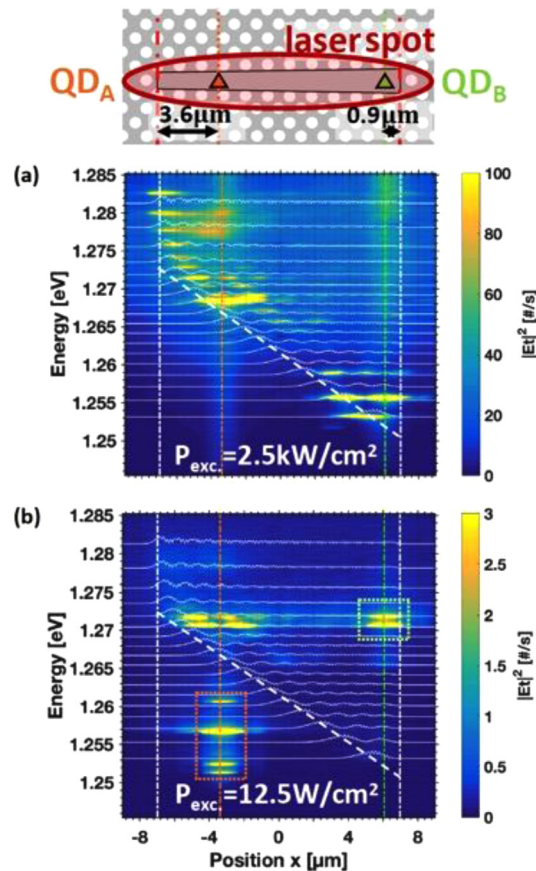 laser spot
QDA QDB
3.6μm 0.9μm
(a)
1.285
1.28
1.275
1.27
1.265
1.26
1.255
1.25
Energy [eV]
Pexc.=2.5kW/cm²
100
80
60
40
20
0
|Et|² [#/s]
(b)
1.285
1.28
1.275
1.27
1.265
1.26
1.255
1.25
Energy [eV]
Pexc.=12.5W/cm²
3
2.5
2
1.5
1
0.5
0
|Et|² [#/s]
-8 -4 0 4 8
Position x [μm]